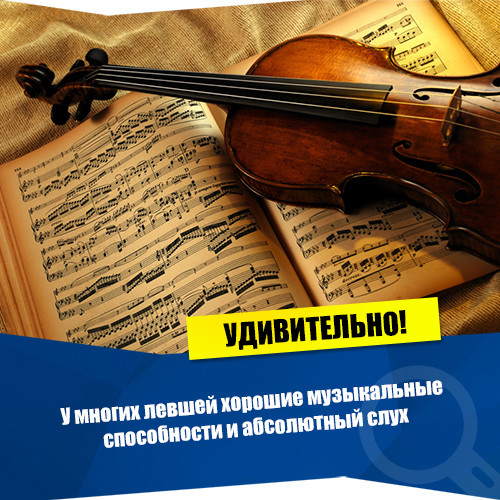 УДИВИТЕЛЬНО!
У многих левшей хорошие музыкальные
способности и абсолютный слух